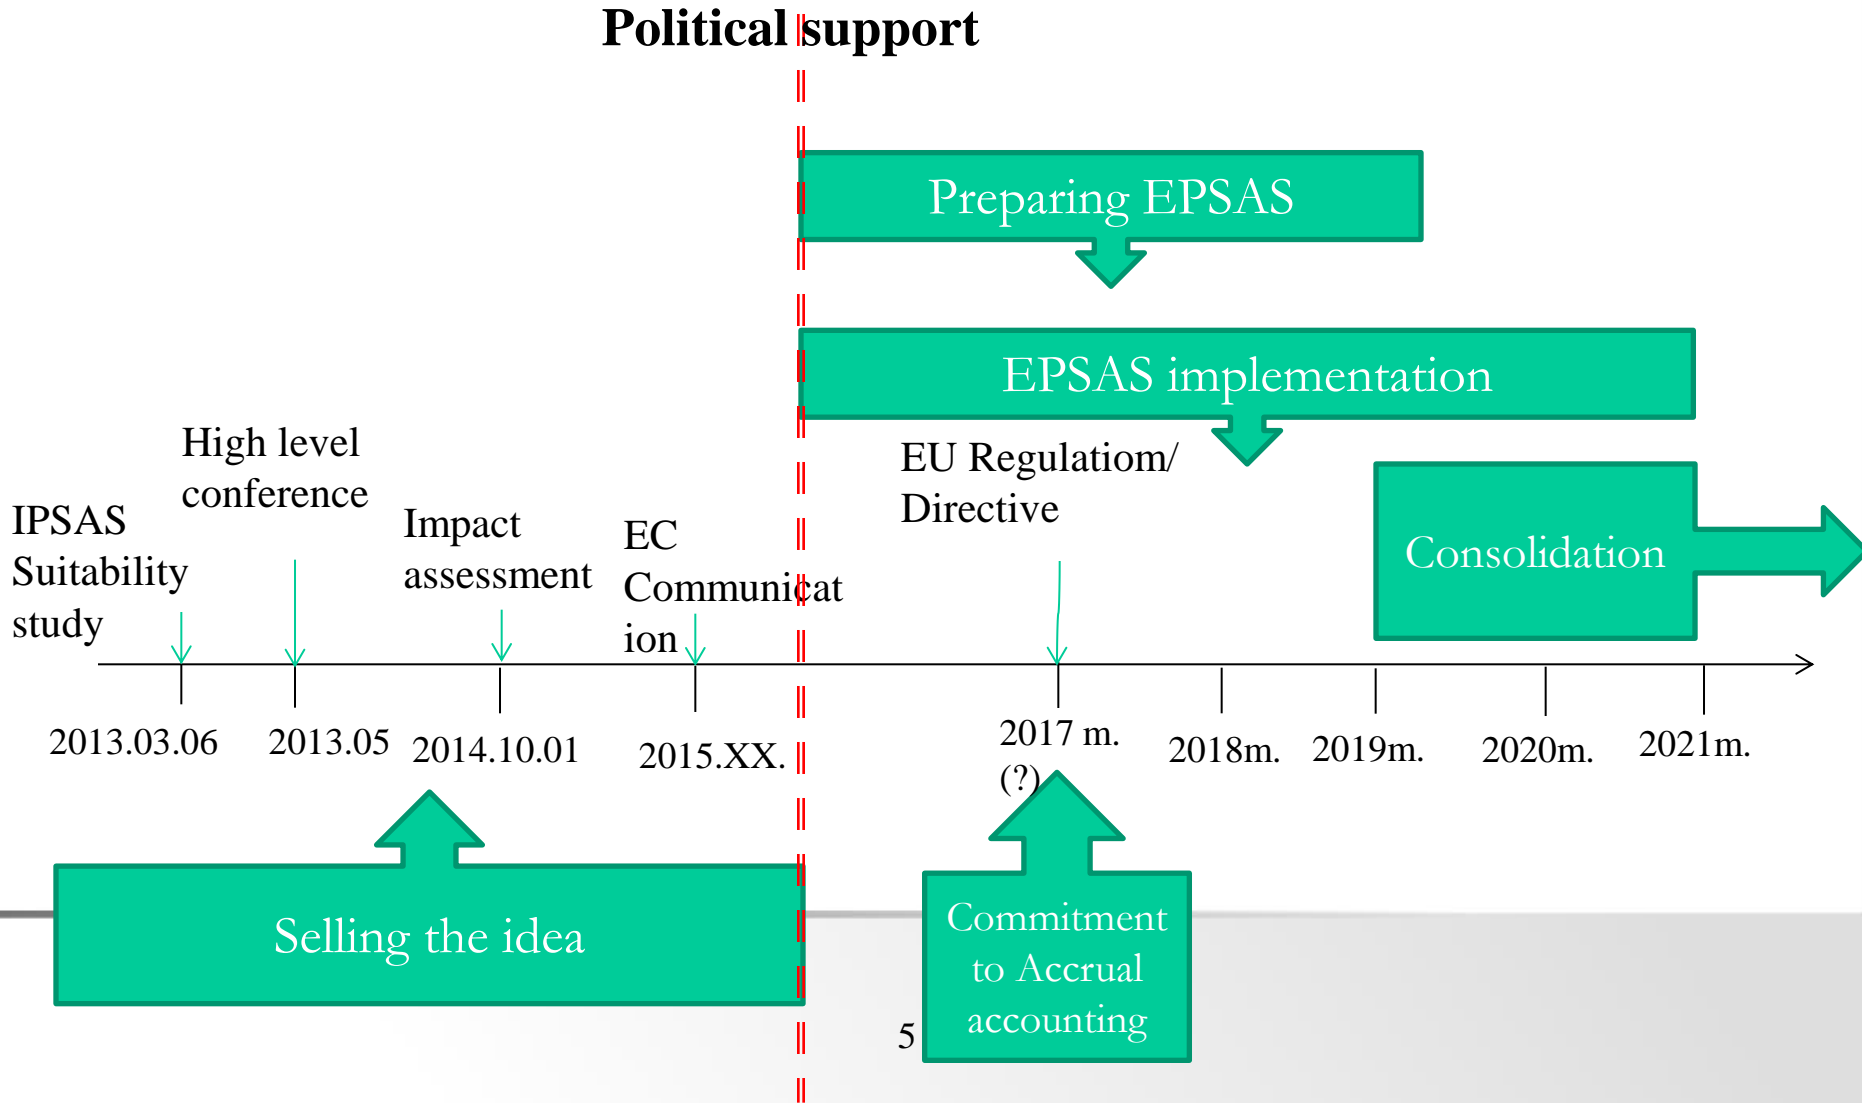 Political support
Preparing EPSAS
EPSAS implementation
High level
conference
IPSAS
Suitability
study
Impact
assessment
EC
Communicat
ion
EU Regulatiom/
Directive
Consolidation
2013.03.06
2013.05
2014.10.01
2015.XX.
2017 m.
(?)
2018m.
2019m.
2020m.
2021m.
Selling the idea
Commitment
to Accrual
accounting
5